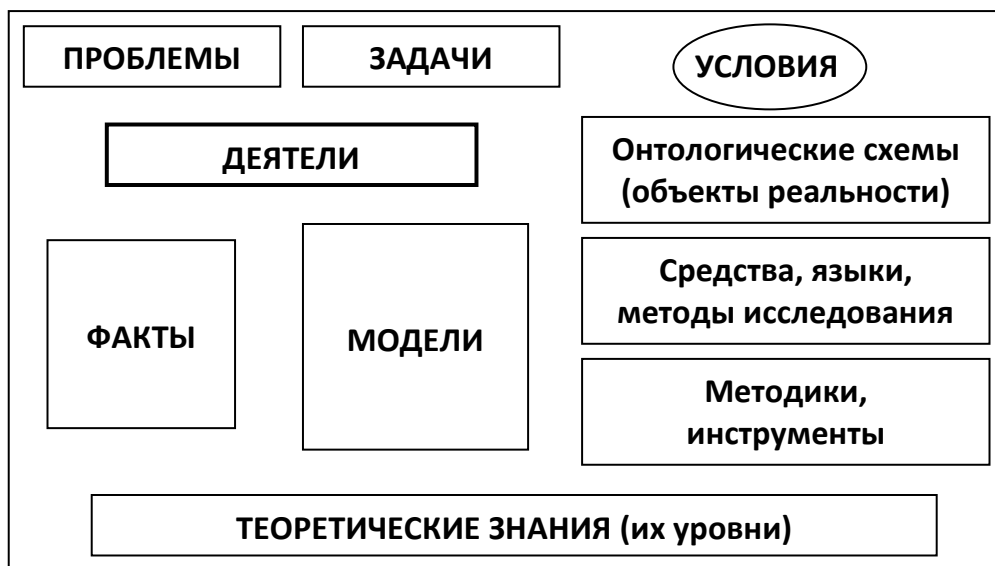 ПРОБЛЕМЫ
ЗАДАЧИ
УСЛОВИЯ
ДЕЯТЕЛИ
Онтологические схемы
(объекты реальности)
ФАКТЫ
МОДЕЛИ
Средства, языки,
методы исследования
Методики,
инструменты
ТЕОРЕТИЧЕСКИЕ ЗНАНИЯ (их уровни)